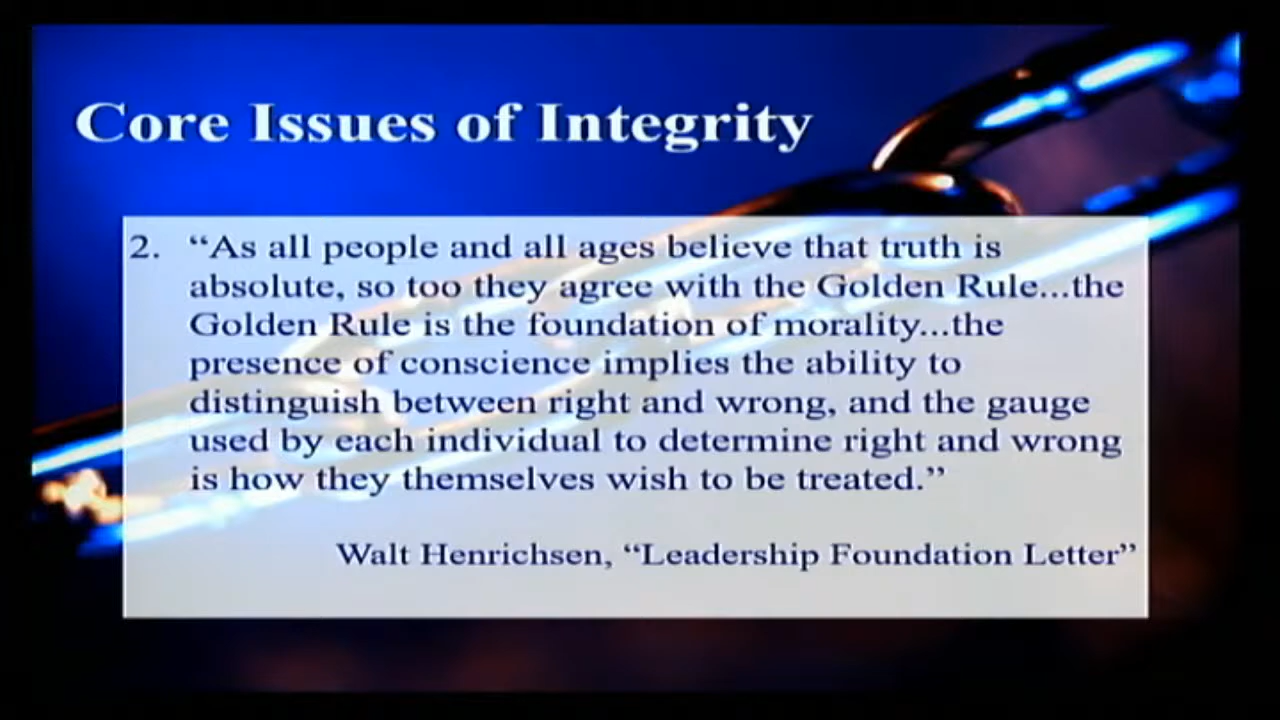 Core Issues of Integrity
2. “As all people and all ages believe that truth is
absolute, so too they agree with the Golden Rule...the
Golden Rule is the foundation of morality...the
presence of conscience implies the ability to
distinguish between right and wrong, and the gauge
used by each individual to determine right and wrong
is how they themselves wish to be treated.”
Walt Henrichsen, “Leadership Foundation Letter”